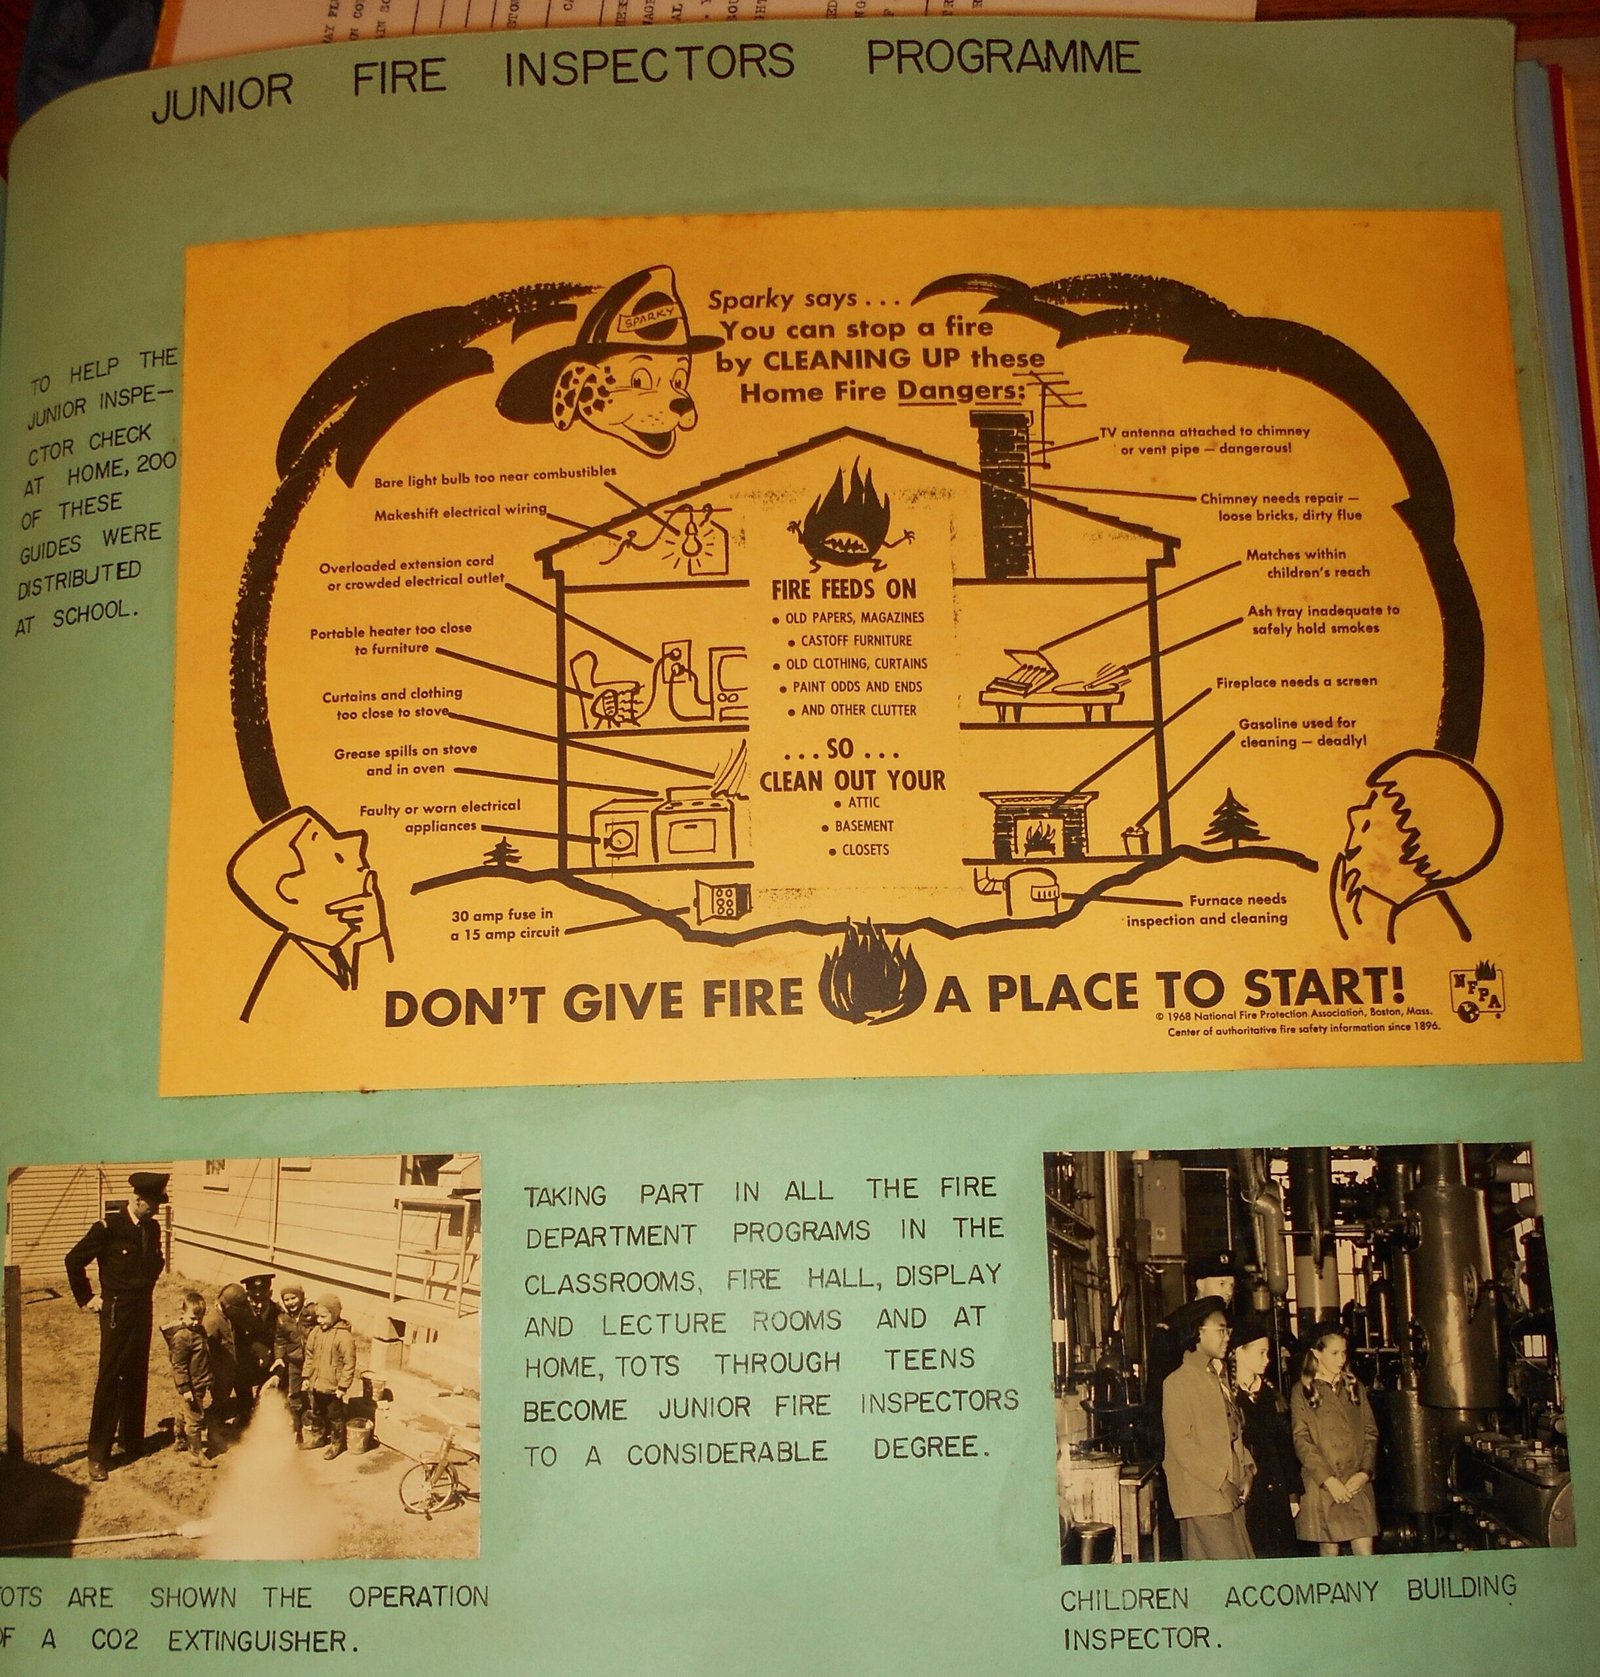 JUNIOR FIRE INSPECTORS PROGRAMME
TO HELP THE
JUNIOR INSPE-
CTOR CHECK
AT HOME, 200
OF THESE
GUIDES WERE
DISTRIBUTED
AT SCHOOL.
SPARKY
Sparky says . . .
You can stop a fire
by CLEANING UP these
Home Fire Dangers:
Bare light bulb too near combustibles
Makeshift electrical wiring
Overloaded extension cord
or crowded electrical outlet
Portable heater too close
to furniture
Curtains and clothing
too close to stove
Grease spills on stove
and in oven
Faulty or worn electrical
appliances
30 amp fuse in
a 15 amp circuit
FIRE FEEDS ON
• OLD PAPERS, MAGAZINES
• CASTOFF FURNITURE
• OLD CLOTHING, CURTAINS
• PAINT ODDS AND ENDS
• AND OTHER CLUTTER
. . . SO . . .
CLEAN OUT YOUR
• ATTIC
• BASEMENT
• CLOSETS
TV antenna attached to chimney
or vent pipe — dangerous!
Chimney needs repair —
loose bricks, dirty flue
Matches within
children's reach
Ash tray inadequate to
safely hold smokes
Fireplace needs a screen
Gasoline used for
cleaning — deadly!
Furnace needs
inspection and cleaning
DON'T GIVE FIRE A PLACE TO START!
NFPA
© 1968 National Fire Protection Association, Boston, Mass.
Center of authoritative fire safety information since 1896.
TAKING PART IN ALL THE FIRE
DEPARTMENT PROGRAMS IN THE
CLASSROOMS, FIRE HALL, DISPLAY
AND LECTURE ROOMS AND AT
HOME, TOTS THROUGH TEENS
BECOME JUNIOR FIRE INSPECTORS
TO A CONSIDERABLE DEGREE.
OTS ARE SHOWN THE OPERATION
OF A CO2 EXTINGUISHER.
CHILDREN ACCOMPANY BUILDING
INSPECTOR.